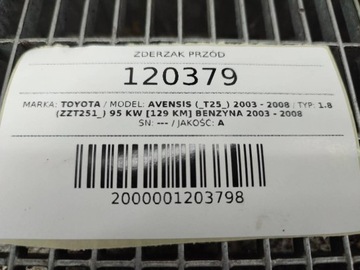 ZDERZAK PRZÓD
120379
MARKA: TOYOTA / MODEL: AVENSIS (_T25_) 2003 - 2008 / TYP: 1.8
(ZZT251_) 95 KW [129 KM] BENZYNA 2003 - 2008
SN: --- / JAKOŚĆ: A
2000001203798